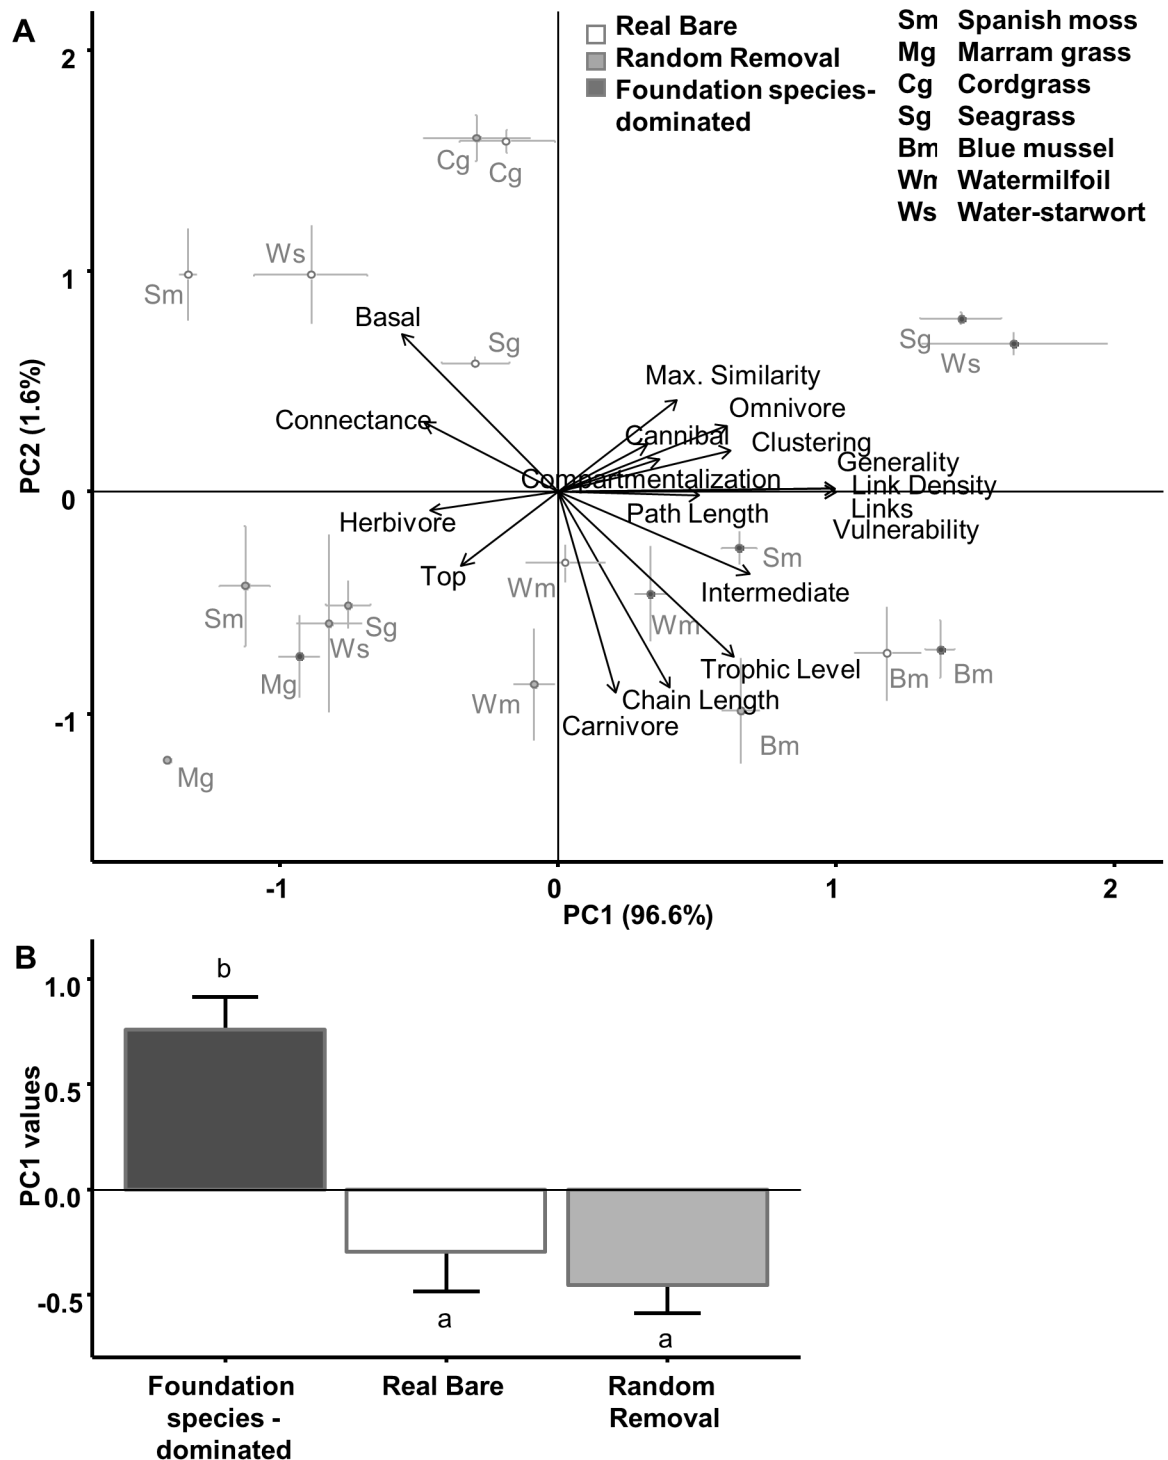 A
Real Bare
Random Removal
Foundation species-
dominated
Sm Spanish moss
Mg Marram grass
Cg Cordgrass
Sg Seagrass
Bm Blue mussel
Wm Watermilfoil
Ws Water-starwort
2
1
0
-1
PC2 (1.6%)
Cg
Cg
Ws
Sm
Basal
Sg
Sg
Ws
Max. Similarity
Omnivore
Connectance
Cannibal
Clustering
Generality
Compartmentalization
Link Density
Links
Path Length
Vulnerability
Herbivore
Sm
Top
Wm
Intermediate
Sm
Wm
Sg
Ws
Trophic Level
Bm
Bm
Mg
Wm
Chain Length
Carnivore
Bm
Mg
-1
0
1
2
PC1 (96.6%)
B
b
1.0
0.5
0.0
-0.5
PC1 values
a
a
Foundation
species -
dominated
Real Bare
Random
Removal